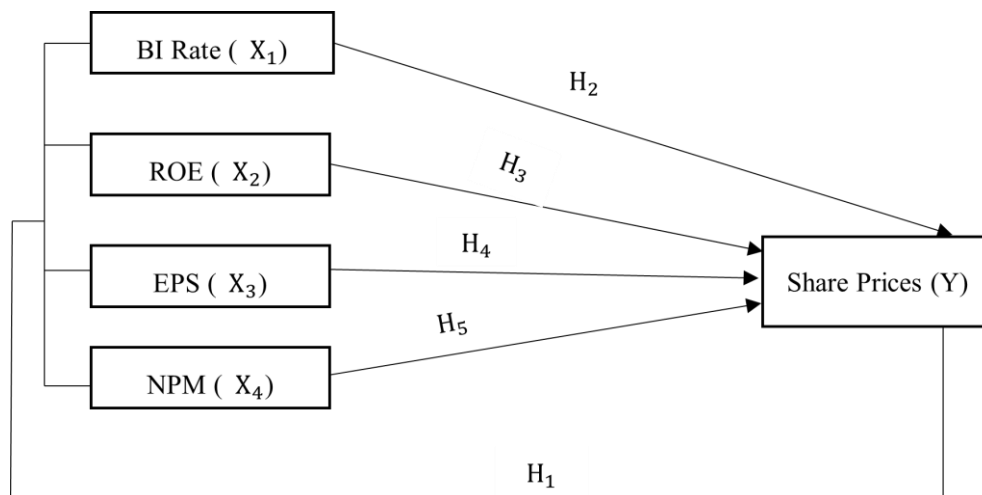 BI Rate ( X₁)
H₂
ROE ( X₂)
H₃
H₄
EPS ( X₃)
Share Prices (Y)
H₅
NPM ( X₄)
H₁